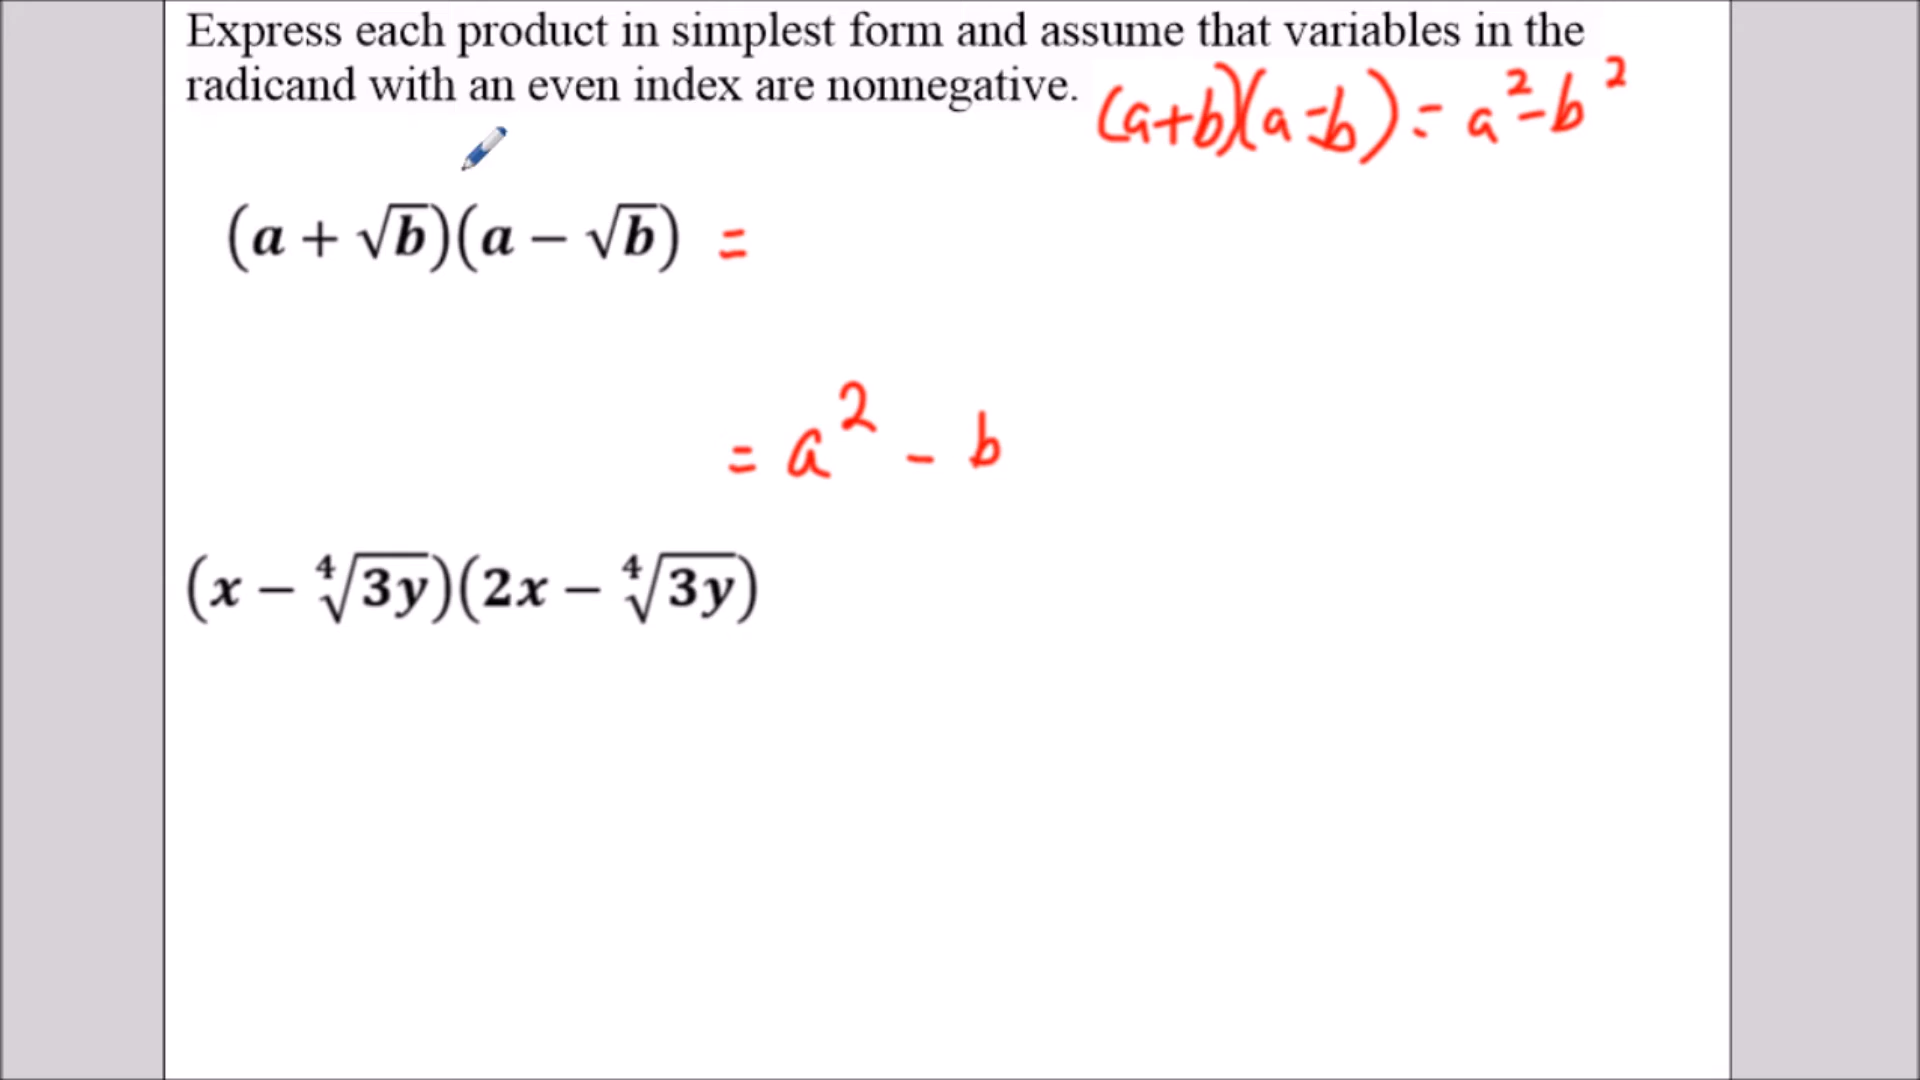 Express each product in simplest form and assume that variables in the
radicand with an even index are nonnegative.
(a+b)(a-b) = a²-b²
(a + √b)(a − √b) =
= a² - b
(x − ∜3y)(2x − ∜3y)